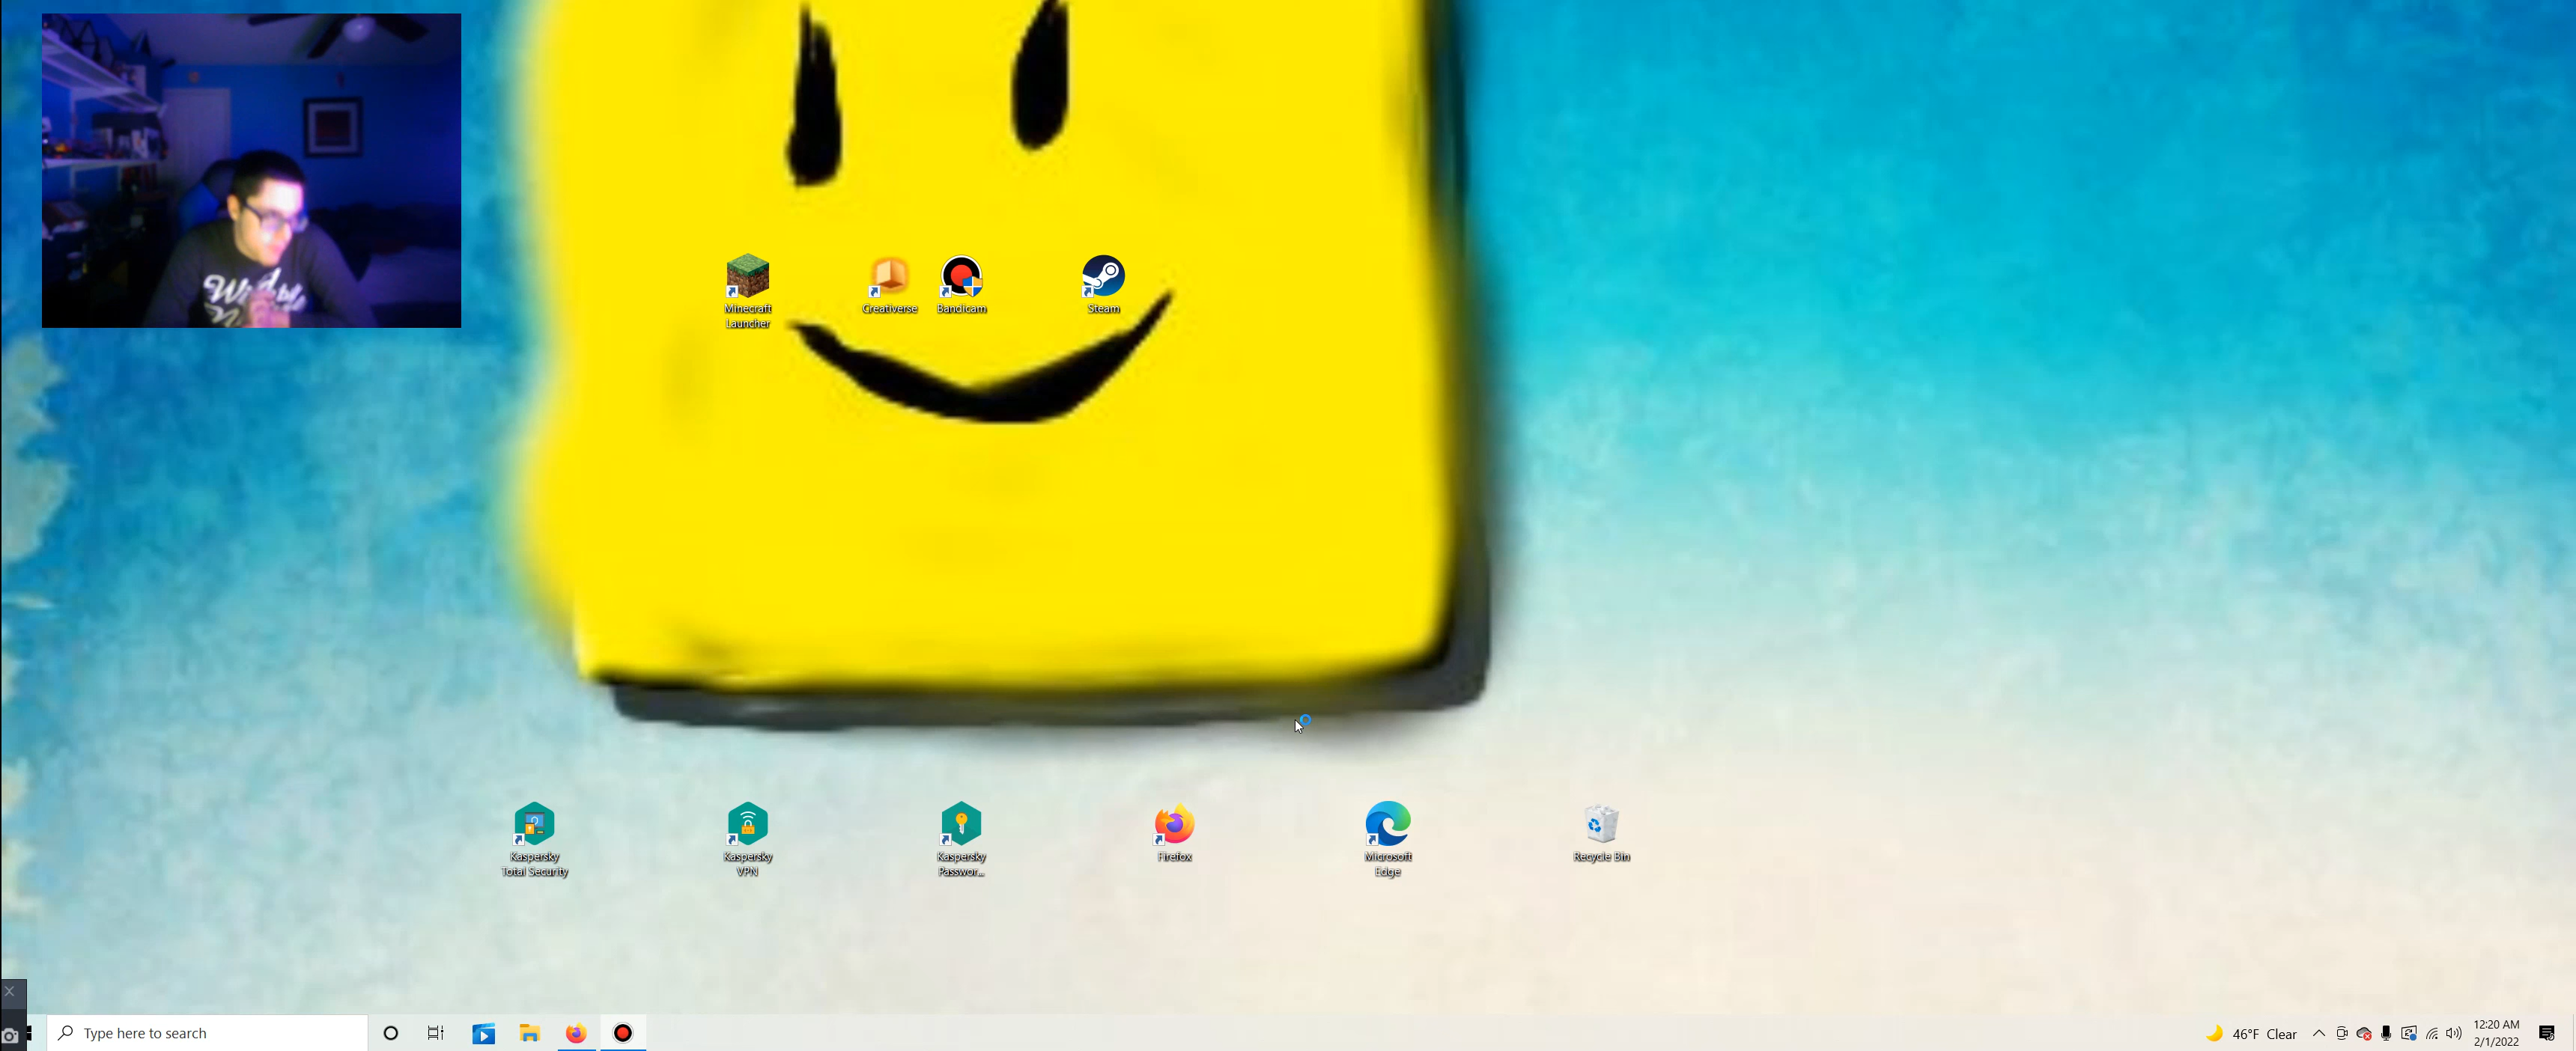 Minecraft
Launcher
Creativerse
Bandicam
Steam
Kaspersky
Total Security
Kaspersky
VPN
Kaspersky
Passwor...
Firefox
Microsoft
Edge
Recycle Bin
Type here to search
46°F Clear
12:20 AM
2/1/2022